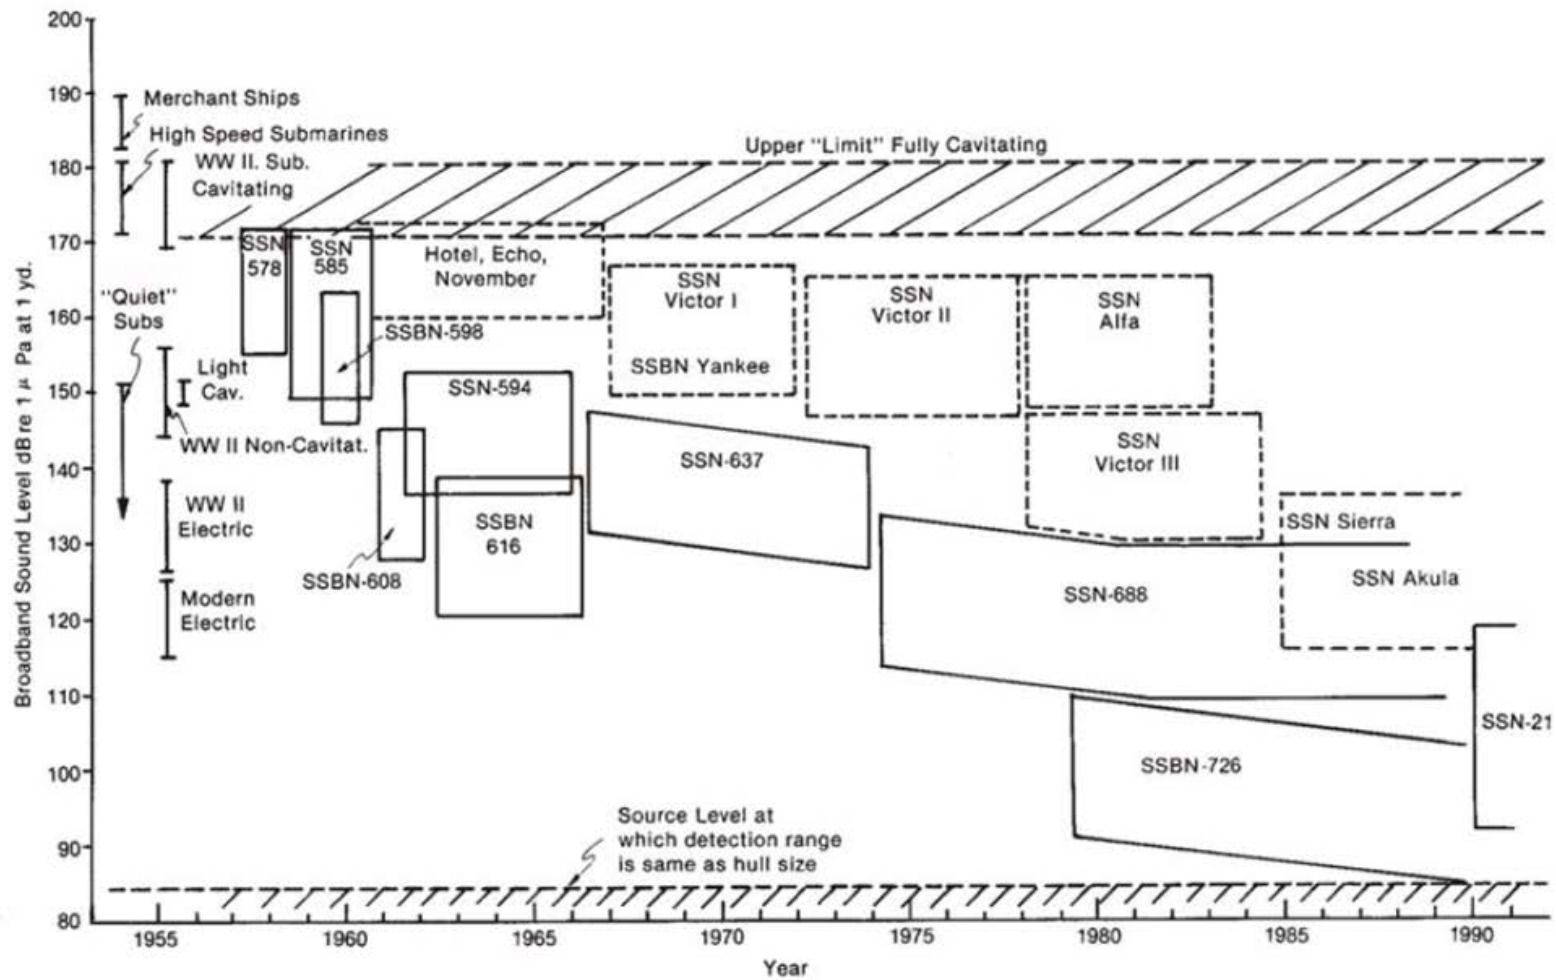 200
190
180
170
160
150
140
130
120
110
100
90
80
Broadband Sound Level dB re 1 μ Pa at 1 yd.
Merchant Ships
High Speed Submarines
WW II. Sub.
Cavitating
Upper "Limit" Fully Cavitating
SSN
578
SSN
585
Hotel, Echo,
November
SSN
Victor I
SSBN Yankee
SSN
Victor II
SSN
Alfa
"Quiet"
Subs
SSBN-598
Light
Cav.
SSN-594
WW II Non-Cavitat.
SSN-637
SSN
Victor III
WW II
Electric
SSBN
616
SSN Sierra
SSBN-608
SSN Akula
Modern
Electric
SSN-688
SSN-21
SSBN-726
Source Level at
which detection range
is same as hull size
1955
1960
1965
1970
1975
1980
1985
1990
Year